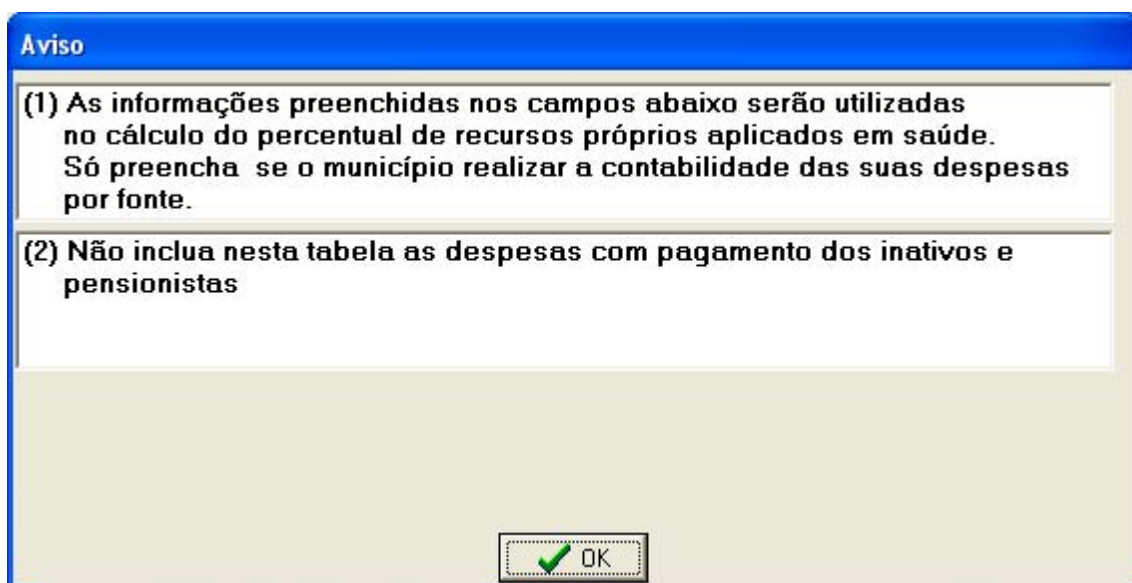 Aviso
(1) As informações preenchidas nos campos abaixo serão utilizadas
no cálculo do percentual de recursos próprios aplicados em saúde.
Só preencha  se o município realizar a contabilidade das suas despesas
por fonte.
(2) Não inclua nesta tabela as despesas com pagamento dos inativos e
pensionistas
OK